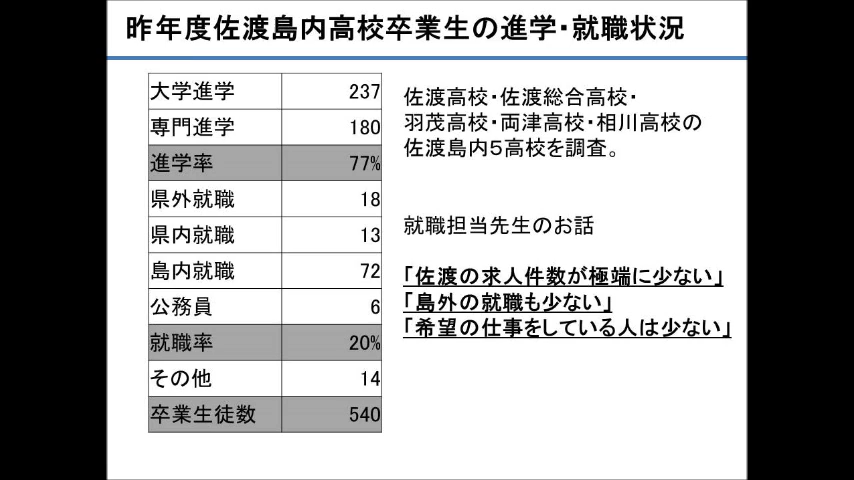 昨年度佐渡島内高校卒業生の進学・就職状況
大学進学 237
専門進学 180
進学率 77%
県外就職 18
県内就職 13
島内就職 72
公務員 6
就職率 20%
その他 14
卒業生徒数 540
佐渡高校・佐渡総合高校・
羽茂高校・両津高校・相川高校の
佐渡島内5高校を調査。
就職担当先生のお話
「佐渡の求人件数が極端に少ない」
「島外の就職も少ない」
「希望の仕事をしている人は少ない」